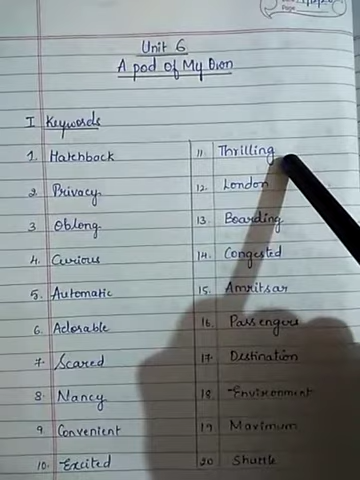 Unit 6
A pod of My Own
I Keywords
1. Hatchback
2. Privacy
3 Oblong
4. Curious
5. Automatic
6. Adorable
7. Scared
8. Nancy
9. Convenient
10. Excited
11. Thrilling
12. London
13. Boarding
14. Congested
15. Amritsar
16. Passengers
17. Destination
18. Environment
19 Maximum
20 Shuttle